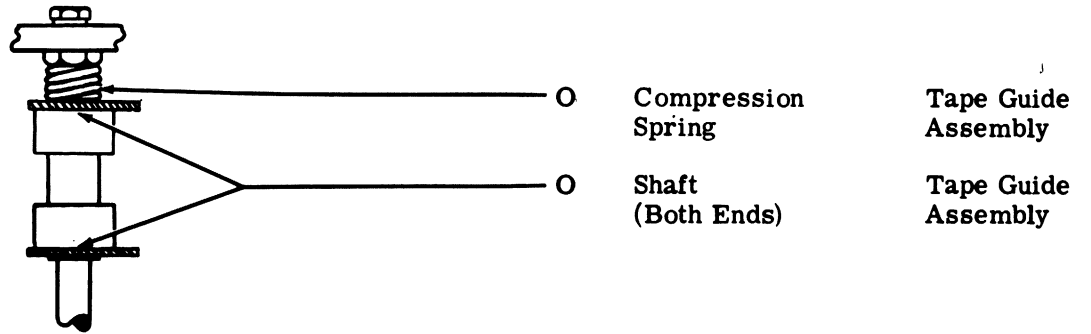 O Compression Tape Guide
Spring Assembly
O Shaft Tape Guide
(Both Ends) Assembly